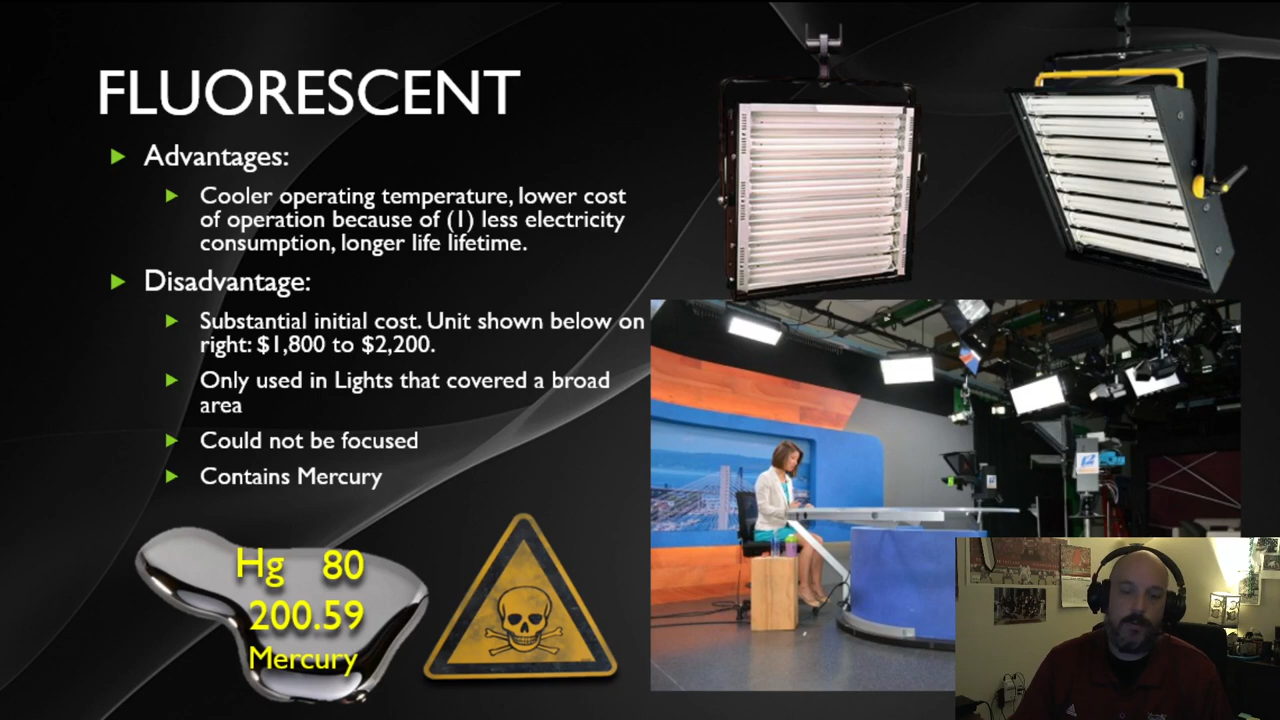 FLUORESCENT
Advantages:
Cooler operating temperature, lower cost
of operation because of (1) less electricity
consumption, longer life lifetime.
Disadvantage:
Substantial initial cost. Unit shown below on
right: $1,800 to $2,200.
Only used in Lights that covered a broad
area
Could not be focused
Contains Mercury
Hg 80
200.59
Mercury